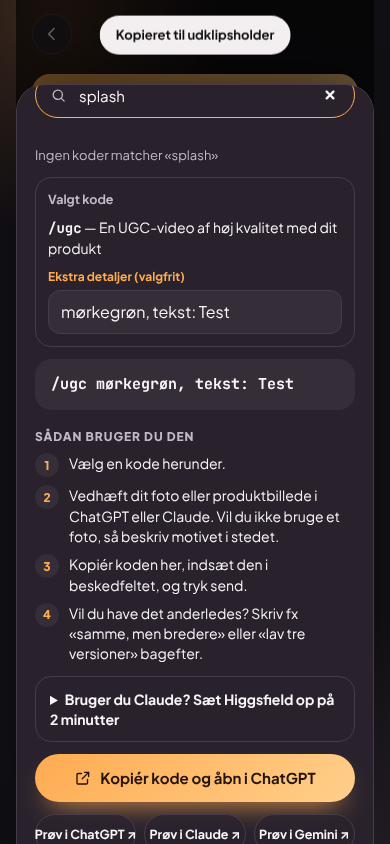 Kopieret til udklipsholder
splash
Ingen koder matcher «splash»
Valgt kode
/ugc — En UGC-video af høj kvalitet med dit
produkt
Ekstra detaljer (valgfrit)
mørkegrøn, tekst: Test
/ugc mørkegrøn, tekst: Test
SÅDAN BRUGER DU DEN
1 Vælg en kode herunder.
2 Vedhæft dit foto eller produktbillede i
ChatGPT eller Claude. Vil du ikke bruge et
foto, så beskriv motivet i stedet.
3 Kopiér koden her, indsæt den i
beskedfeltet, og tryk send.
4 Vil du have det anderledes? Skriv fx
«samme, men bredere» eller «lav tre
versioner» bagefter.
▶ Bruger du Claude? Sæt Higgsfield op på
2 minutter
Kopiér kode og åbn i ChatGPT
Prøv i ChatGPT ↗ Prøv i Claude ↗ Prøv i Gemini ↗